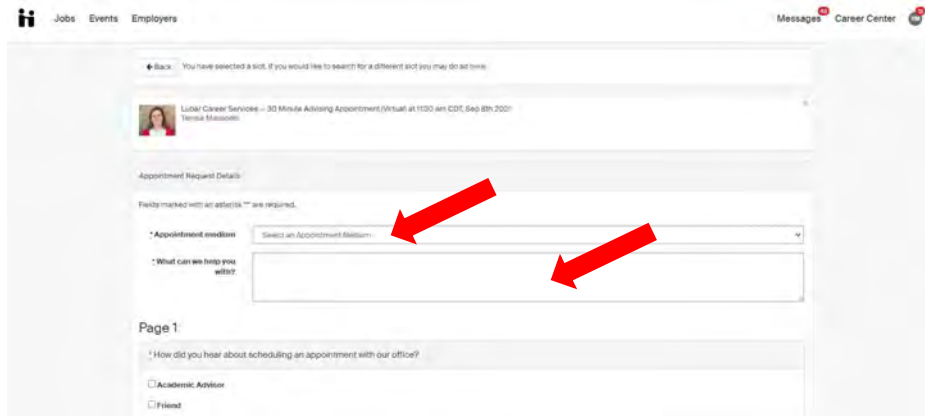 Jobs Events Employers Messages Career Center
Back You have selected a slot. If you would like to search for a different slot you may do so here.
Lubar Career Services – 30 Minute Advising Appointment (Virtual) at 11:30 am CDT, Sep 8th 2021
Appointment Request Details
Fields marked with an asterisk "*" are required.
* Appointment medium Select an Appointment Medium
* What can we help you
with?
Page 1
* How did you hear about scheduling an appointment with our office?
Academic Advisor
Friend